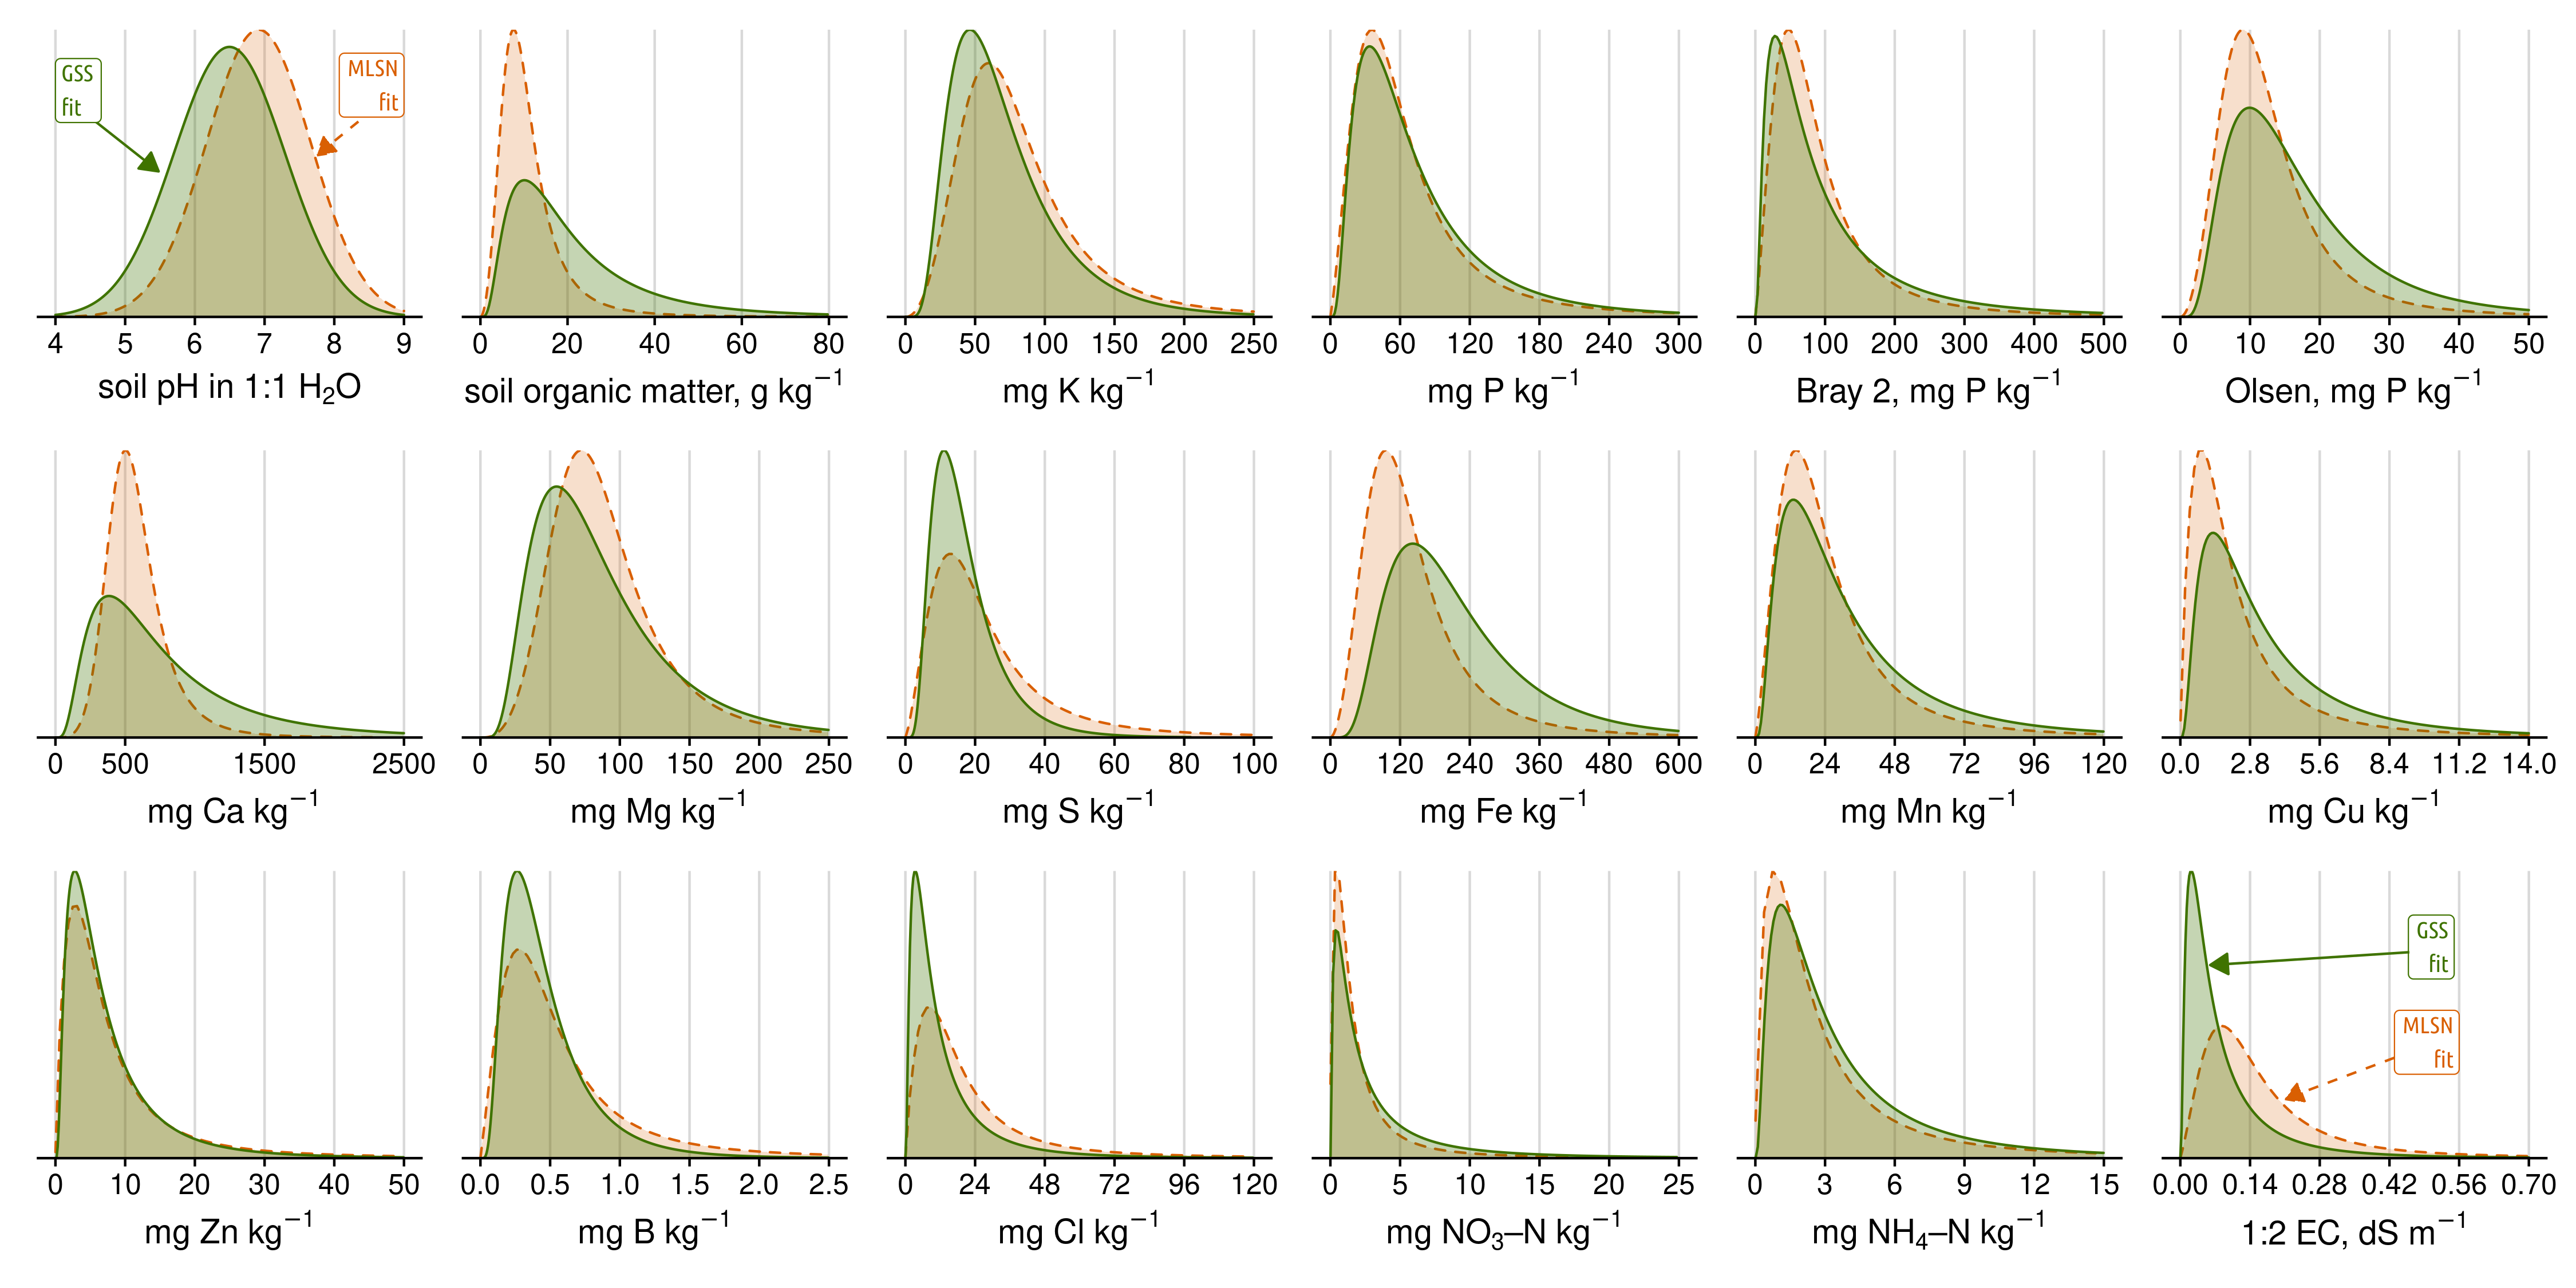 GSS
fit
MLSN
fit
4 5 6 7 8 9
soil pH in 1:1 H₂O
0 20 40 60 80
soil organic matter, g kg⁻¹
0 50 100 150 200 250
mg K kg⁻¹
0 60 120 180 240 300
mg P kg⁻¹
0 100 200 300 400 500
Bray 2, mg P kg⁻¹
0 10 20 30 40 50
Olsen, mg P kg⁻¹
0 500 1500 2500
mg Ca kg⁻¹
0 50 100 150 200 250
mg Mg kg⁻¹
0 20 40 60 80 100
mg S kg⁻¹
0 120 240 360 480 600
mg Fe kg⁻¹
0 24 48 72 96 120
mg Mn kg⁻¹
0.0 2.8 5.6 8.4 11.2 14.0
mg Cu kg⁻¹
0 10 20 30 40 50
mg Zn kg⁻¹
0.0 0.5 1.0 1.5 2.0 2.5
mg B kg⁻¹
0 24 48 72 96 120
mg Cl kg⁻¹
0 5 10 15 20 25
mg NO₃–N kg⁻¹
0 3 6 9 12 15
mg NH₄–N kg⁻¹
GSS
fit
MLSN
fit
0.00 0.14 0.28 0.42 0.56 0.70
1:2 EC, dS m⁻¹